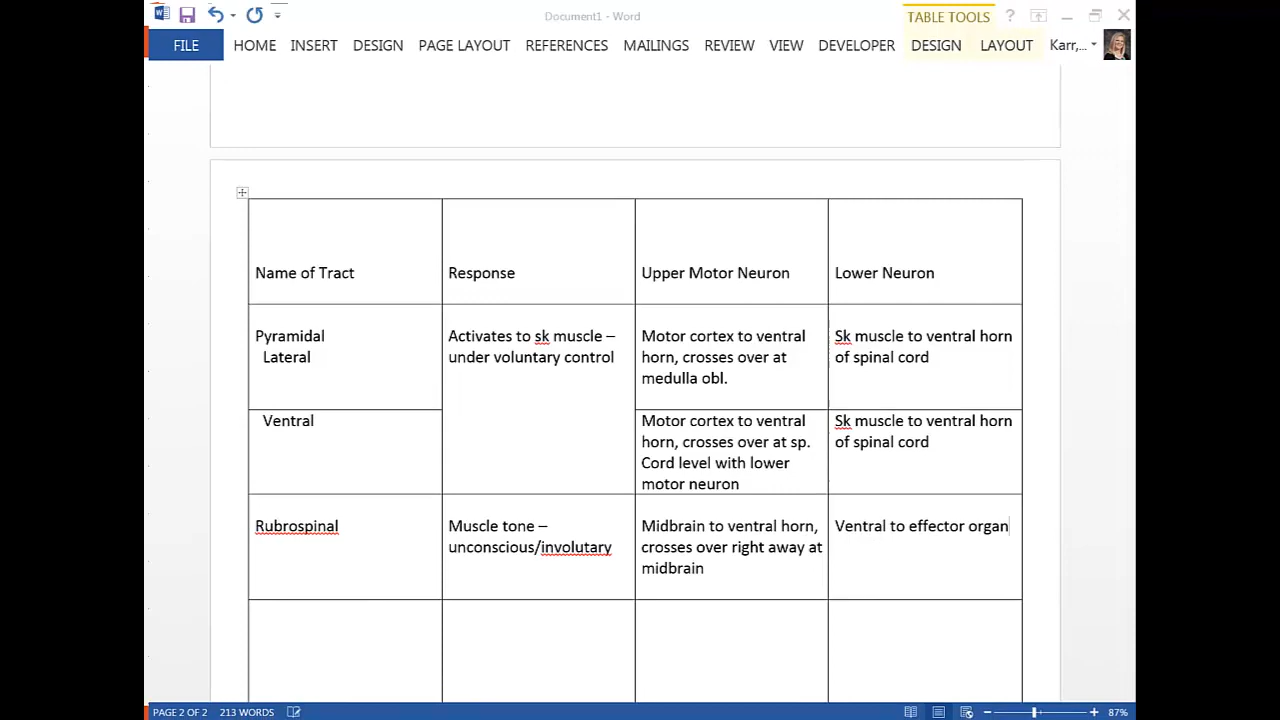 Document1 - Word
TABLE TOOLS
?
FILE HOME INSERT DESIGN PAGE LAYOUT REFERENCES MAILINGS REVIEW VIEW DEVELOPER DESIGN LAYOUT Karr,...
Name of Tract
Response
Upper Motor Neuron
Lower Neuron
Pyramidal
Lateral
Activates to sk muscle –
under voluntary control
Motor cortex to ventral
horn, crosses over at
medulla obl.
Sk muscle to ventral horn
of spinal cord
Ventral
Motor cortex to ventral
horn, crosses over at sp.
Cord level with lower
motor neuron
Sk muscle to ventral horn
of spinal cord
Rubrospinal
Muscle tone –
unconscious/involutary
Midbrain to ventral horn,
crosses over right away at
midbrain
Ventral to effector organ
PAGE 2 OF 2 213 WORDS 87%